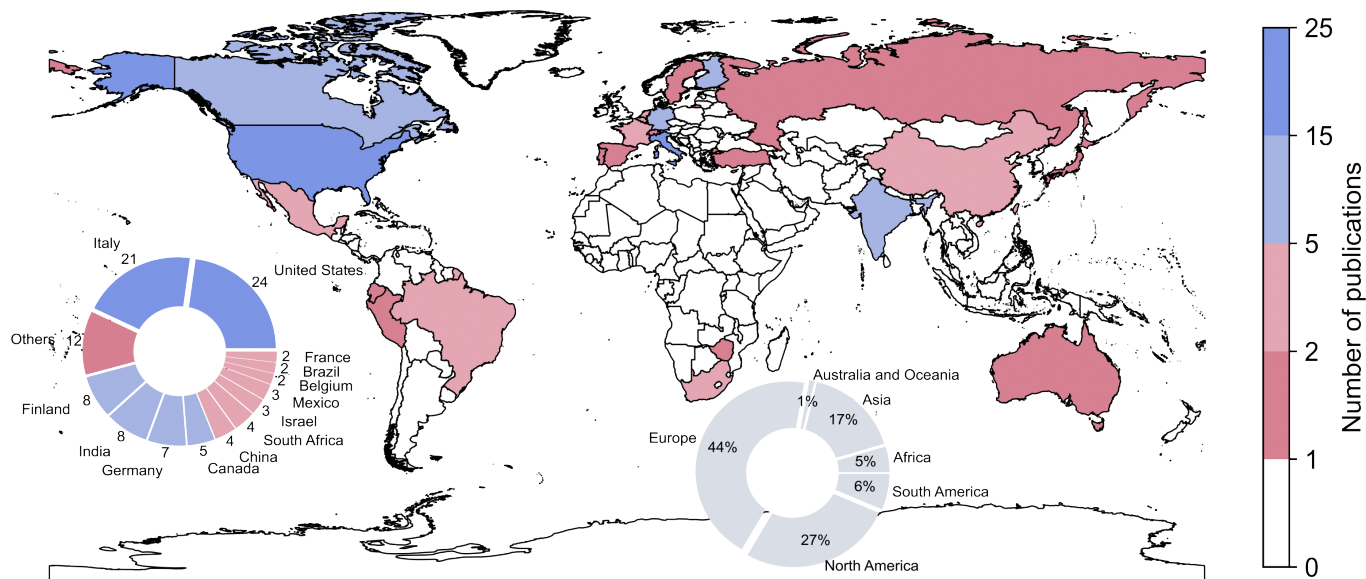 Italy
21
United States
24
Others 12
Finland
8
India
8
Germany
7
Canada
5
China
4
South Africa
4
Israel
3
Mexico
3
Belgium
2
Brazil
2
France
2
Australia and Oceania
1%
Asia
17%
Africa
5%
South America
6%
North America
27%
Europe
44%
25
15
5
2
1
0
Number of publications